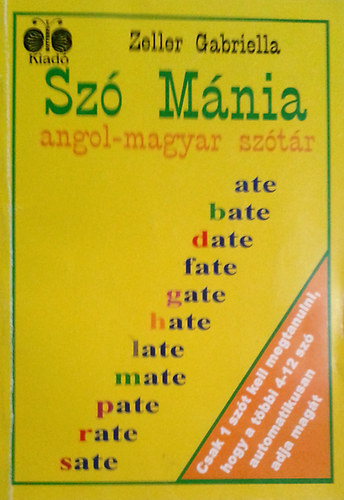 Kiadó
Zeller Gabriella
Szó Mánia
angol-magyar szótár
ate
bate
date
fate
gate
hate
late
mate
pate
rate
sate
Csak 1 szót kell megtanulni,
hogy a többi 4-12 szó
automatikusan
adja magát